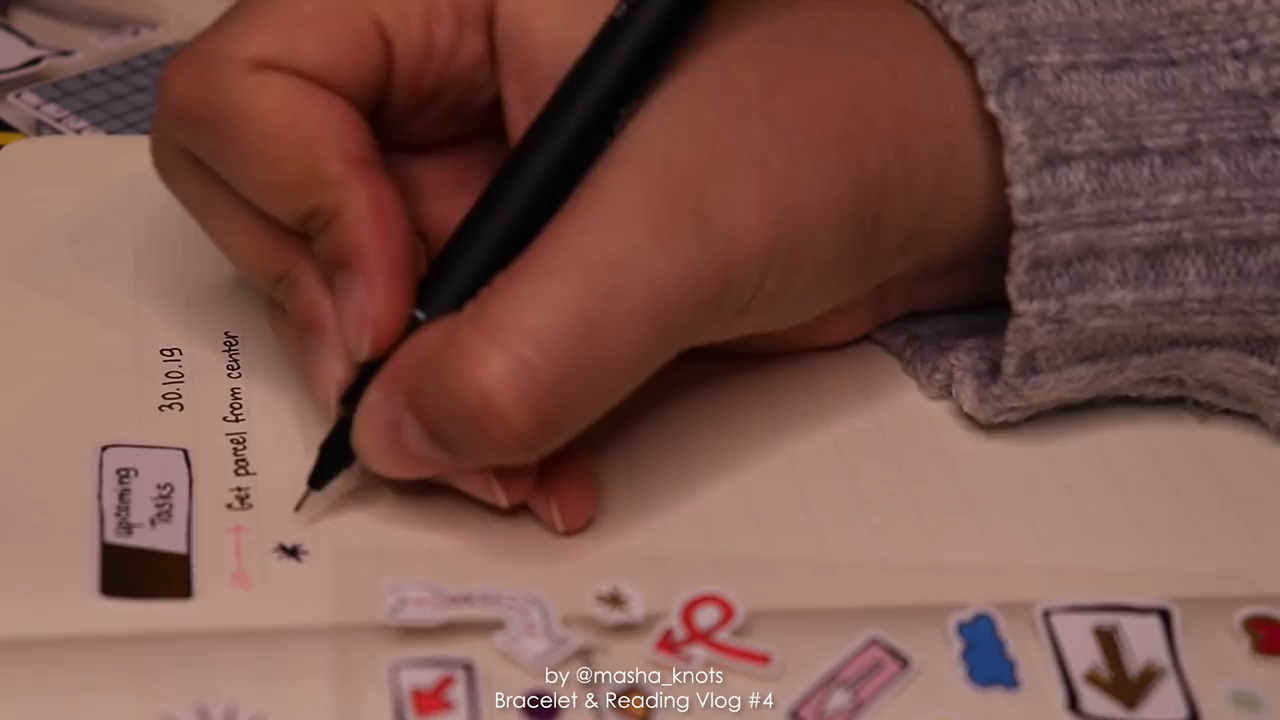 30.10.19
Upcoming
Tasks
Get parcel from center
by @masha_knots
Bracelet & Reading Vlog #4